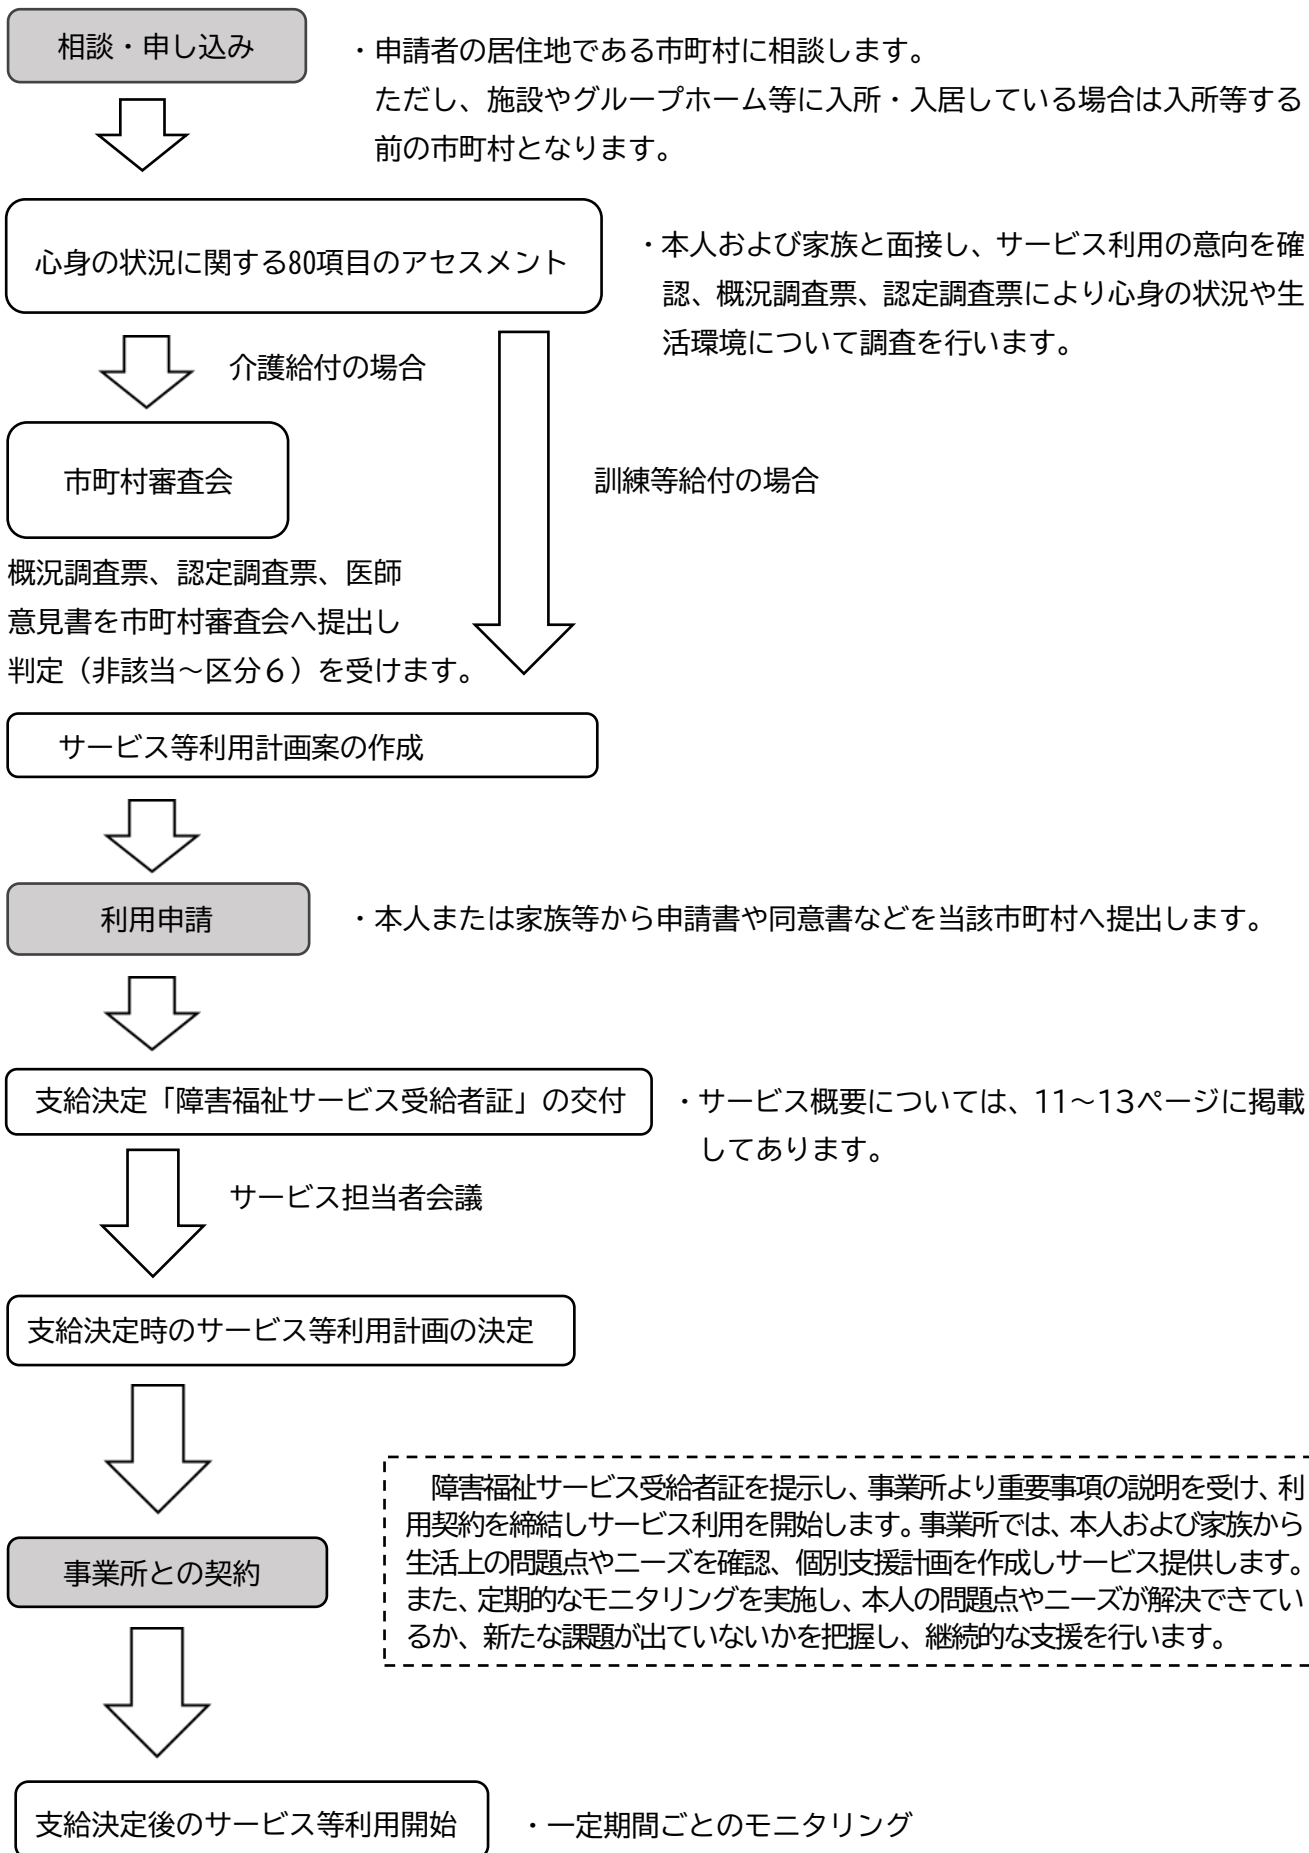 相談・申し込み
・申請者の居住地である市町村に相談します。
ただし、施設やグループホーム等に入所・入居している場合は入所等する
前の市町村となります。
心身の状況に関する80項目のアセスメント
・本人および家族と面接し、サービス利用の意向を確
認、概況調査票、認定調査票により心身の状況や生
活環境について調査を行います。
介護給付の場合
市町村審査会
訓練等給付の場合
概況調査票、認定調査票、医師
意見書を市町村審査会へ提出し
判定（非該当～区分６）を受けます。
サービス等利用計画案の作成
利用申請
・本人または家族等から申請書や同意書などを当該市町村へ提出します。
支給決定「障害福祉サービス受給者証」の交付
・サービス概要については、11～13ページに掲載
してあります。
サービス担当者会議
支給決定時のサービス等利用計画の決定
障害福祉サービス受給者証を提示し、事業所より重要事項の説明を受け、利
用契約を締結しサービス利用を開始します。事業所では、本人および家族から
生活上の問題点やニーズを確認、個別支援計画を作成しサービス提供します。
また、定期的なモニタリングを実施し、本人の問題点やニーズが解決できてい
るか、新たな課題が出ていないかを把握し、継続的な支援を行います。
事業所との契約
支給決定後のサービス等利用開始
・一定期間ごとのモニタリング